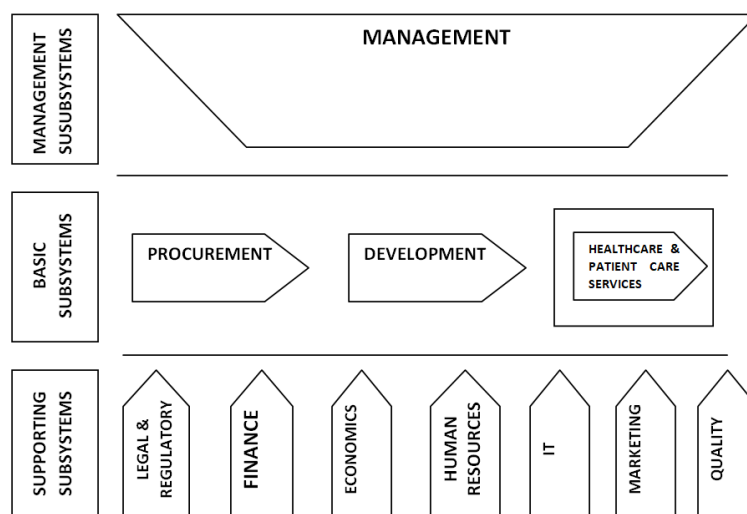 MANAGEMENT
SUSUBSYSTEMS
MANAGEMENT
BASIC
SUBSYSTEMS
PROCUREMENT
DEVELOPMENT
HEALTHCARE &
PATIENT CARE
SERVICES
SUPPORTING
SUBSYSTEMS
LEGAL &
REGULATORY
FINANCE
ECONOMICS
HUMAN
RESOURCES
IT
MARKETING
QUALITY